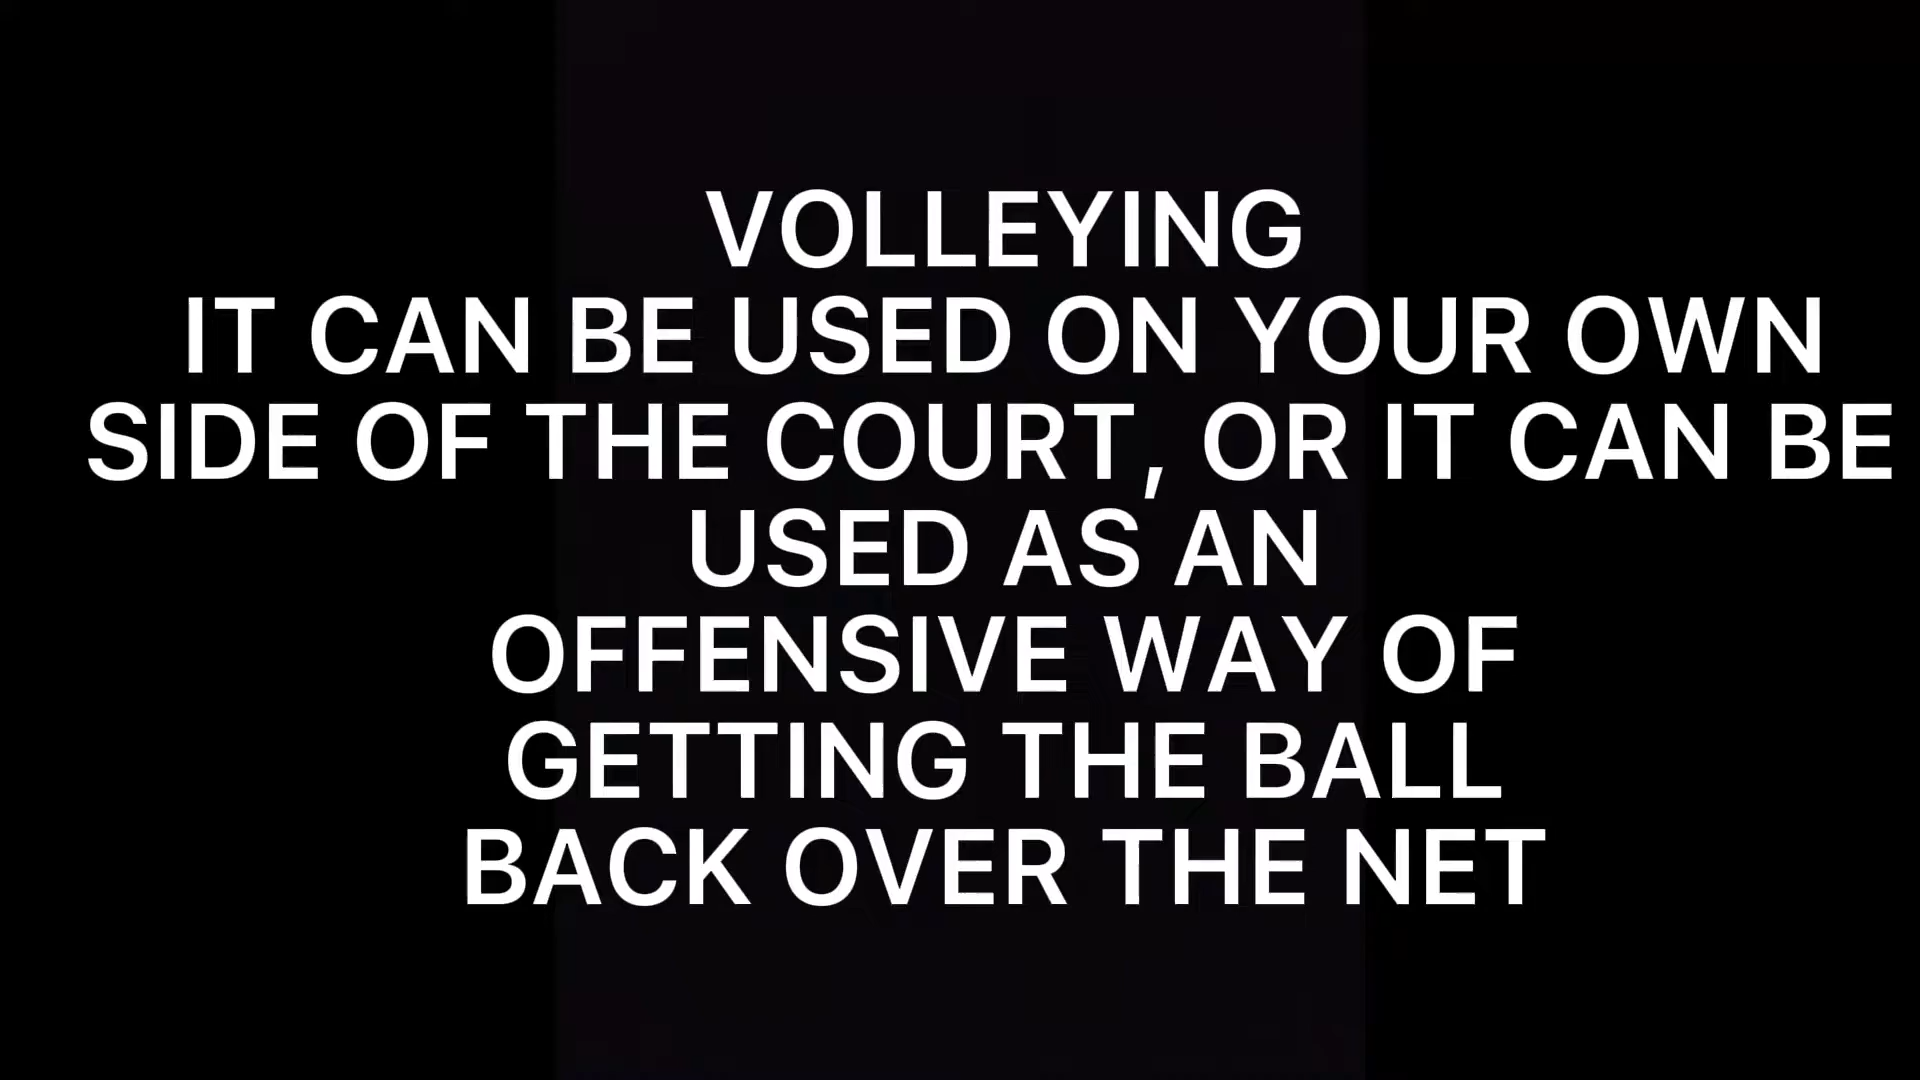 VOLLEYING
IT CAN BE USED ON YOUR OWN
SIDE OF THE COURT, OR IT CAN BE
USED AS AN
OFFENSIVE WAY OF
GETTING THE BALL
BACK OVER THE NET